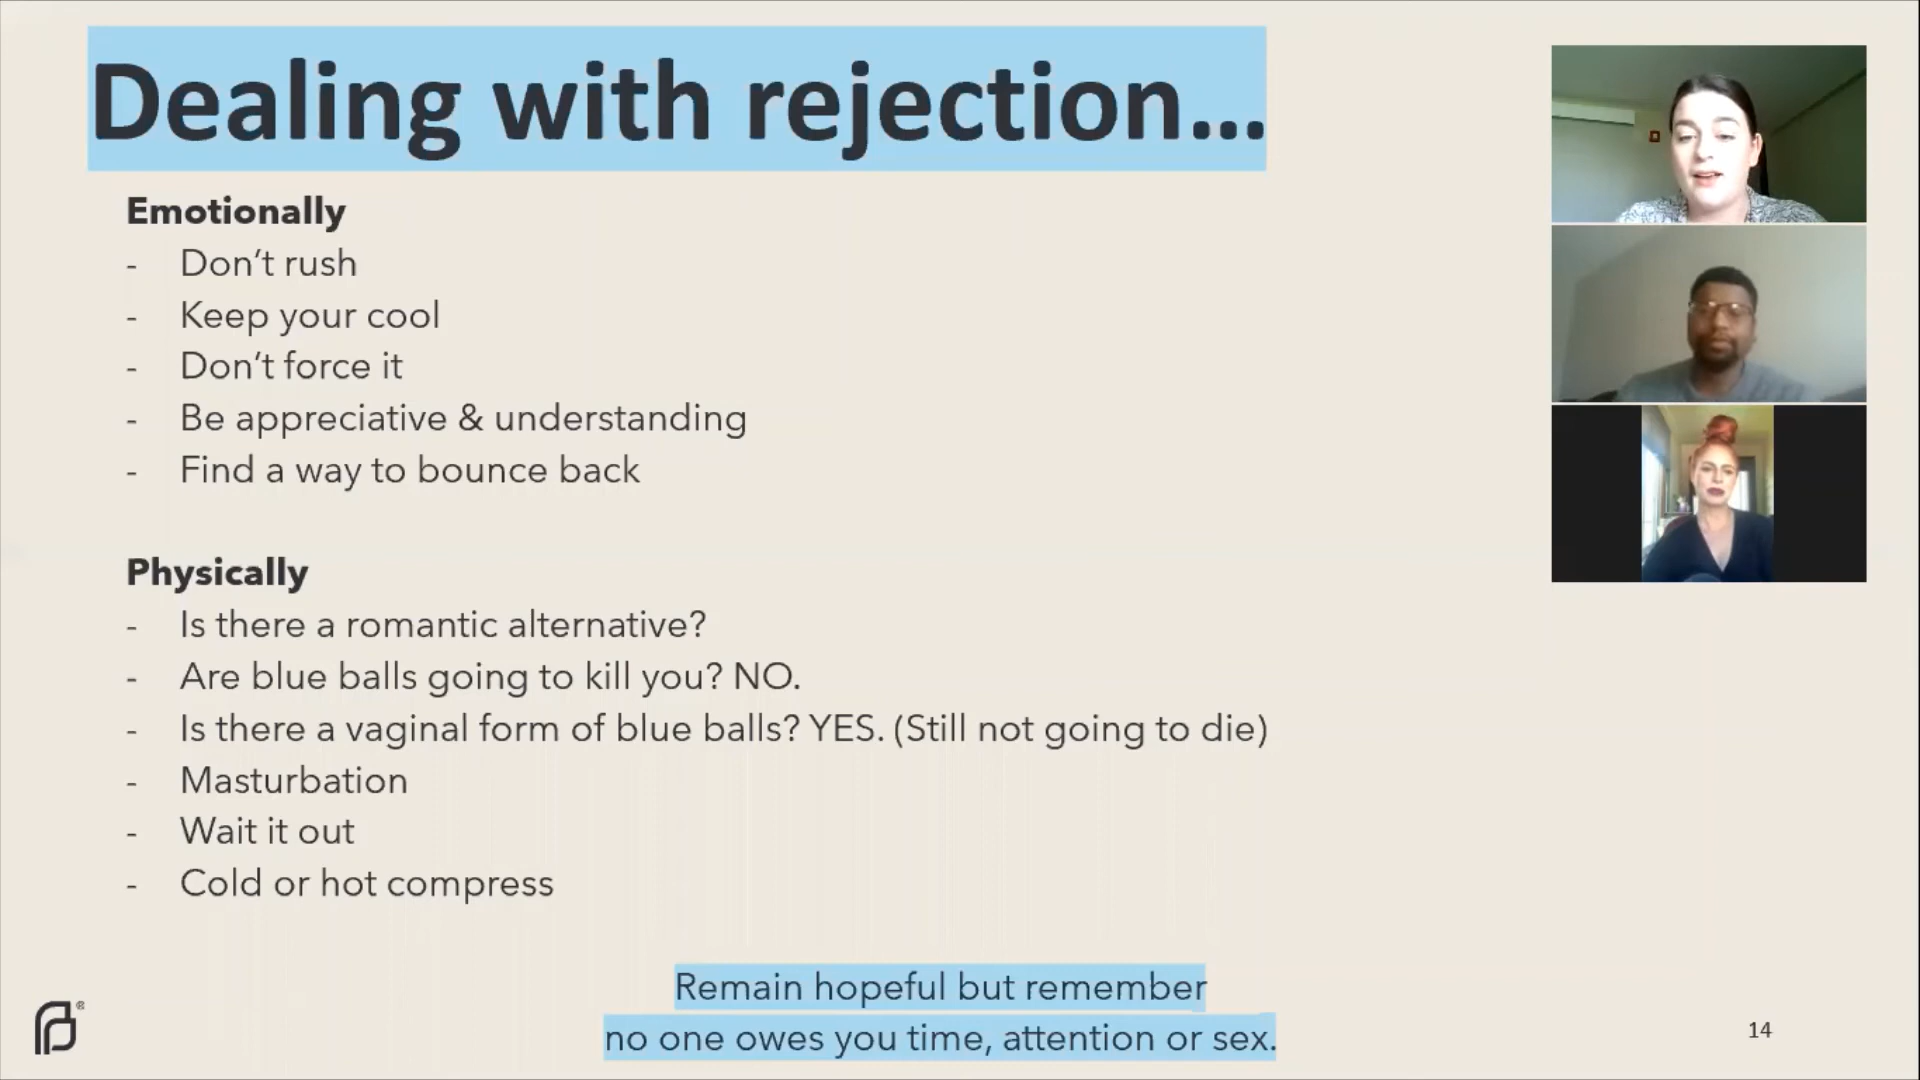 Dealing with rejection...
Emotionally
- Don’t rush
- Keep your cool
- Don’t force it
- Be appreciative & understanding
- Find a way to bounce back
Physically
- Is there a romantic alternative?
- Are blue balls going to kill you? NO.
- Is there a vaginal form of blue balls? YES. (Still not going to die)
- Masturbation
- Wait it out
- Cold or hot compress
Remain hopeful but remember
no one owes you time, attention or sex.
®
14